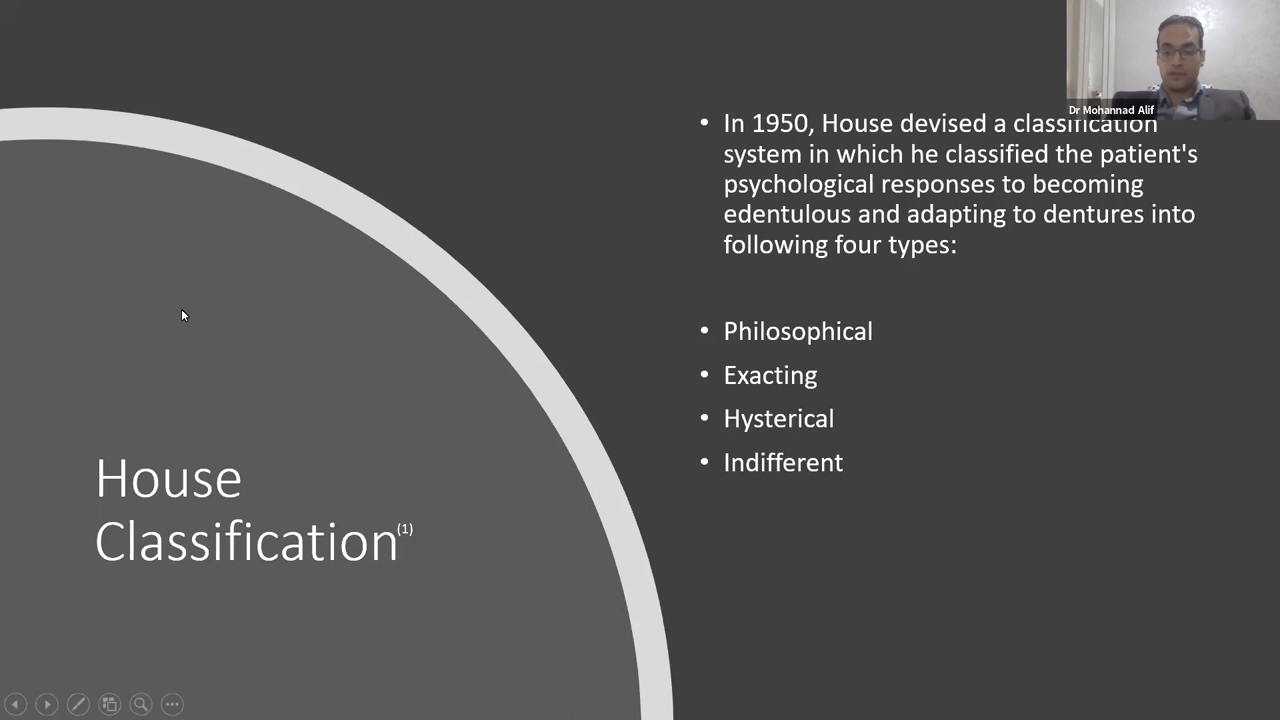 Dr Mohannad Alif
In 1950, House devised a classification
system in which he classified the patient's
psychological responses to becoming
edentulous and adapting to dentures into
following four types:
Philosophical
Exacting
Hysterical
Indifferent
House
Classification(1)